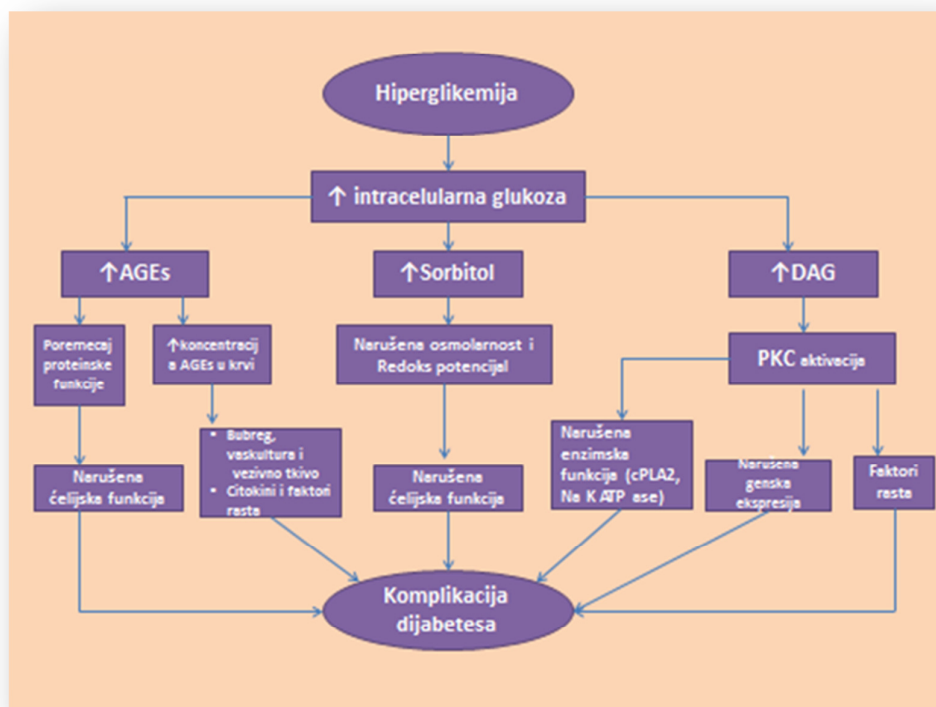 Hiperglikemija
↑ intracelularna glukoza
↑AGEs
↑Sorbitol
↑DAG
Poremecaj
proteinske
funkcije
↑koncentracij
a AGEs u krvi
Narušena osmolarnost i
Redoks potencijal
PKC aktivacija
Narušena
ćelijska funkcija
• Bubreg,
vaskultura i
vezivno tkivo
• Citokini i faktori
rasta
Narušena
ćelijska funkcija
Narušena
enzimska
funkcija (cPLA2,
Na K ATP ase)
Narušena
genska
ekspresija
Faktori
rasta
Komplikacija
dijabetesa